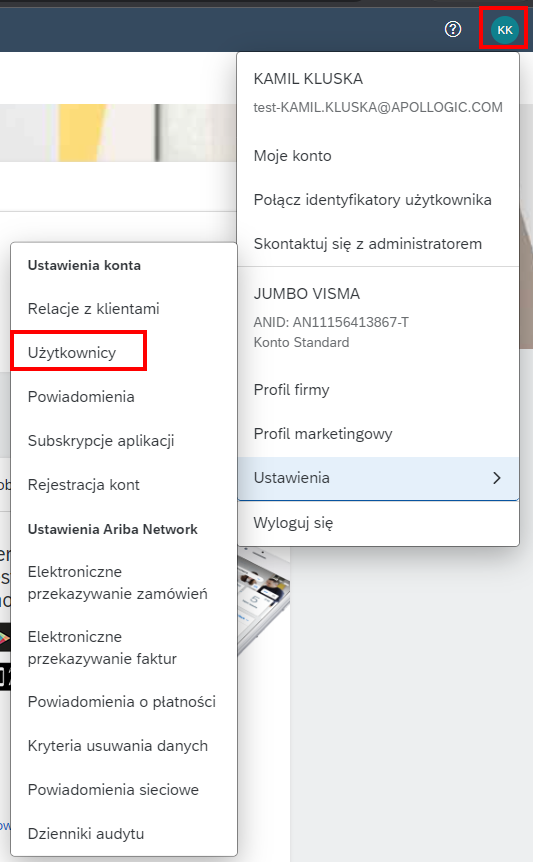 KK
KAMIL KLUSKA
test-KAMIL.KLUSKA@APOLLOGIC.COM
Moje konto
Połącz identyfikatory użytkownika
Skontaktuj się z administratorem
JUMBO VISMA
ANID: AN11156413867-T
Konto Standard
Profil firmy
Profil marketingowy
Ustawienia
Wyloguj się
Ustawienia konta
Relacje z klientami
Użytkownicy
Powiadomienia
Subskrypcje aplikacji
Rejestracja kont
Ustawienia Ariba Network
Elektroniczne
przekazywanie zamówień
Elektroniczne
przekazywanie faktur
Powiadomienia o płatności
Kryteria usuwania danych
Powiadomienia sieciowe
Dzienniki audytu